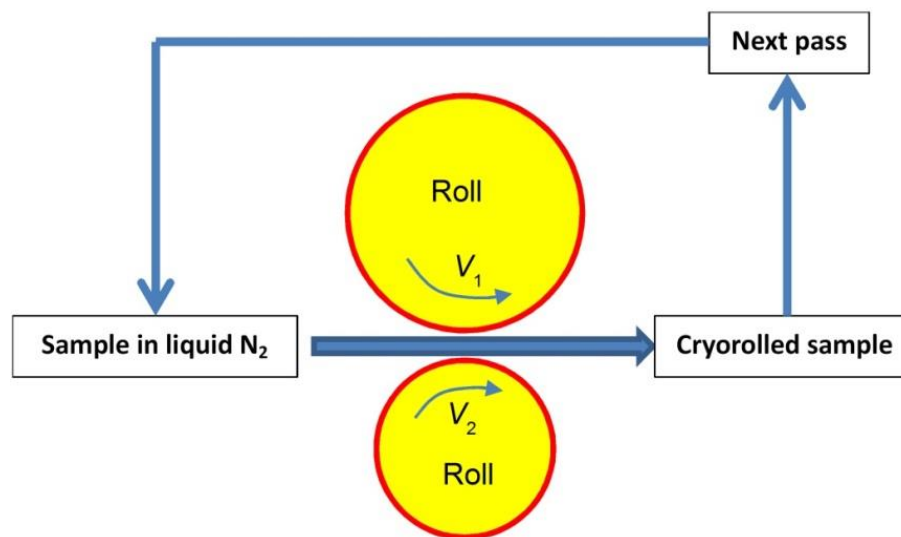 Next pass
Roll
V₁
Sample in liquid N₂
Cryorolled sample
V₂
Roll